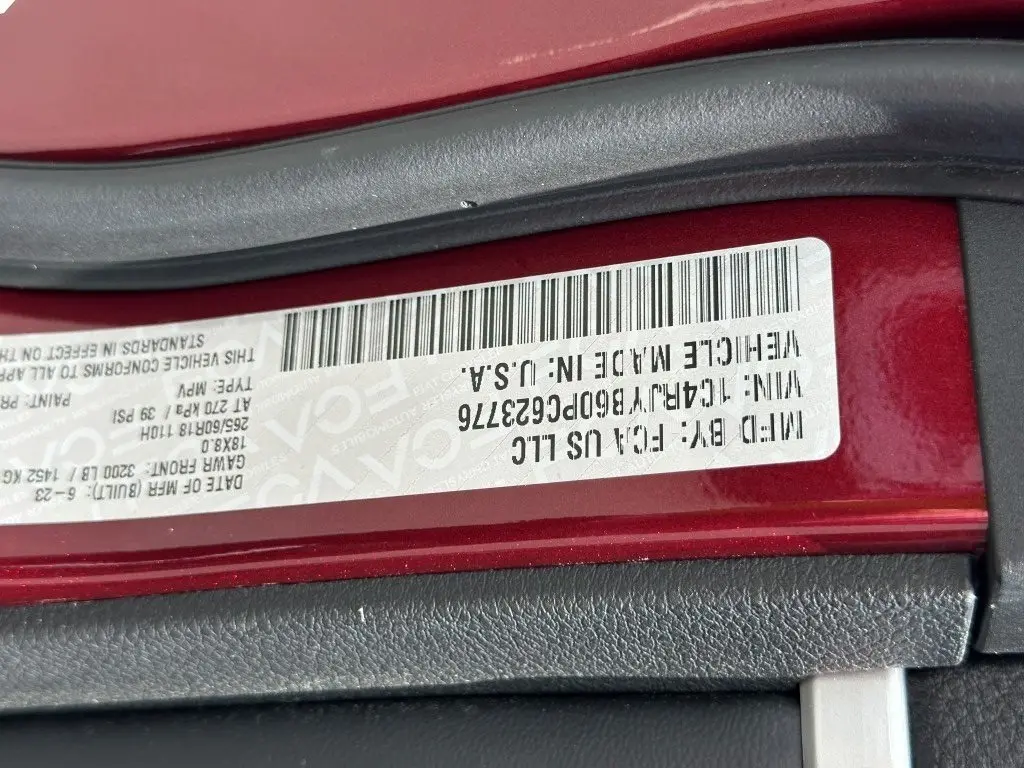 MFD BY: FCA US LLC
VIN: 1C4RJYB60PC623776
VEHICLE MADE IN: U.S.A.
DATE OF MFR (BUILT): 6-23
GAWR FRONT: 3200 LB / 1452 KG
18X8.0
265/60R18 110H
AT 270 kPa / 39 PSI
TYPE: MPV PAINT: PR
THIS VEHICLE CONFORMS TO ALL APP
STANDARDS IN EFFECT ON TH